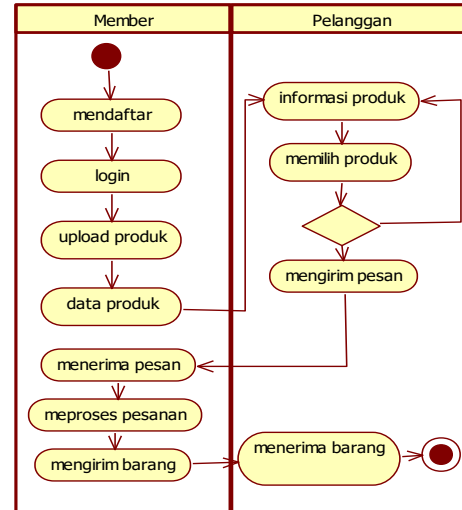 Member
Pelanggan
mendaftar
login
upload produk
data produk
informasi produk
memilih produk
mengirim pesan
menerima pesan
meproses pesanan
mengirim barang
menerima barang